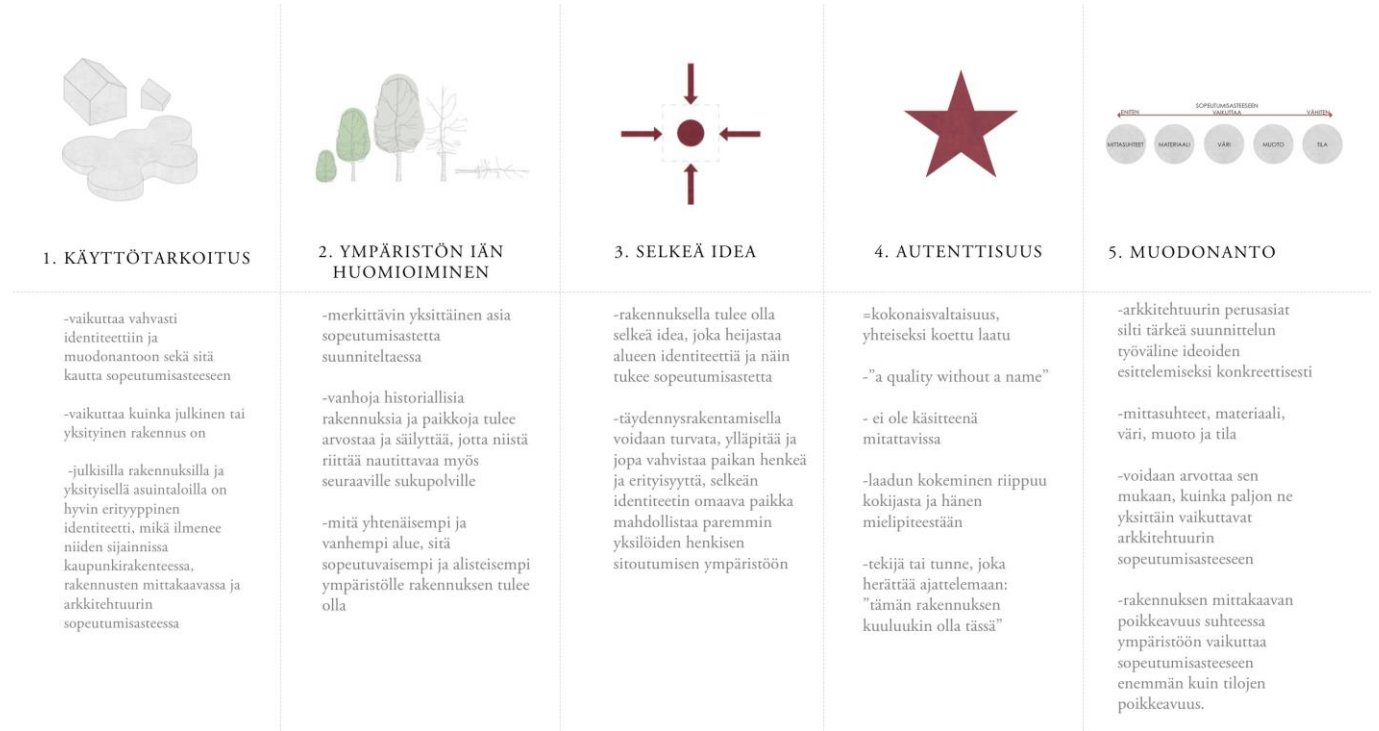 1. KÄYTTÖTARKOITUS
-vaikuttaa vahvasti
identiteettiin ja
muodonantoon sekä sitä
kautta sopeutumisasteeseen
-vaikuttaa kuinka julkinen tai
yksityinen rakennus on
-julkisilla rakennuksilla ja
yksityisellä asuintaloilla on
hyvin erityyppinen
identiteetti, mikä ilmenee
niiden sijainnissa
kaupunkirakenteessa,
rakennusten mittakaavassa ja
arkkitehtuurin
sopeutumisasteessa
2. YMPÄRISTÖN IÄN
HUOMIOIMINEN
-merkittävin yksittäinen asia
sopeutumisastetta
suunniteltaessa
-vanhoja historiallisia
rakennuksia ja paikkoja tulee
arvostaa ja säilyttää, jotta niistä
riittää nautittavaa myös
seuraaville sukupolville
-mitä yhtenäisempi ja
vanhempi alue, sitä
sopeutuvaisempi ja alisteisempi
ympäristölle rakennuksen tulee
olla
3. SELKEÄ IDEA
-rakennuksella tulee olla
selkeä idea, joka heijastaa
alueen identiteettiä ja näin
tukee sopeutumisastetta
-täydennysrakentamisella
voidaan turvata, ylläpitää ja
jopa vahvistaa paikan henkeä
ja erityisyyttä, selkeän
identiteetin omaava paikka
mahdollistaa paremmin
yksilöiden henkisen
sitoutumisen ympäristöön
4. AUTENTTISUUS
=kokonaisvaltaisuus,
yhteiseksi koettu laatu
-”a quality without a name”
- ei ole käsitteenä
mitattavissa
-laadun kokeminen riippuu
kokijasta ja hänen
mielipiteestään
-tekijä tai tunne, joka
herättää ajattelemaan:
”tämän rakennuksen
kuuluukin olla tässä”
SOPEUTUMISASTEESEEN
ENITEN VAIKUTTAA VÄHITEN
MITTASUHTEET MATERIAALI VÄRI MUOTO TILA
5. MUODONANTO
-arkkitehtuurin perusasiat
silti tärkeä suunnittelun
työväline ideoiden
esittelemiseksi konkreettisesti
-mittasuhteet, materiaali,
väri, muoto ja tila
-voidaan arvottaa sen
mukaan, kuinka paljon ne
yksittäin vaikuttavat
arkkitehtuurin
sopeutumisasteeseen
-rakennuksen mittakaavan
poikkeavuus suhteessa
ympäristöön vaikuttaa
sopeutumisasteeseen
enemmän kuin tilojen
poikkeavuus.